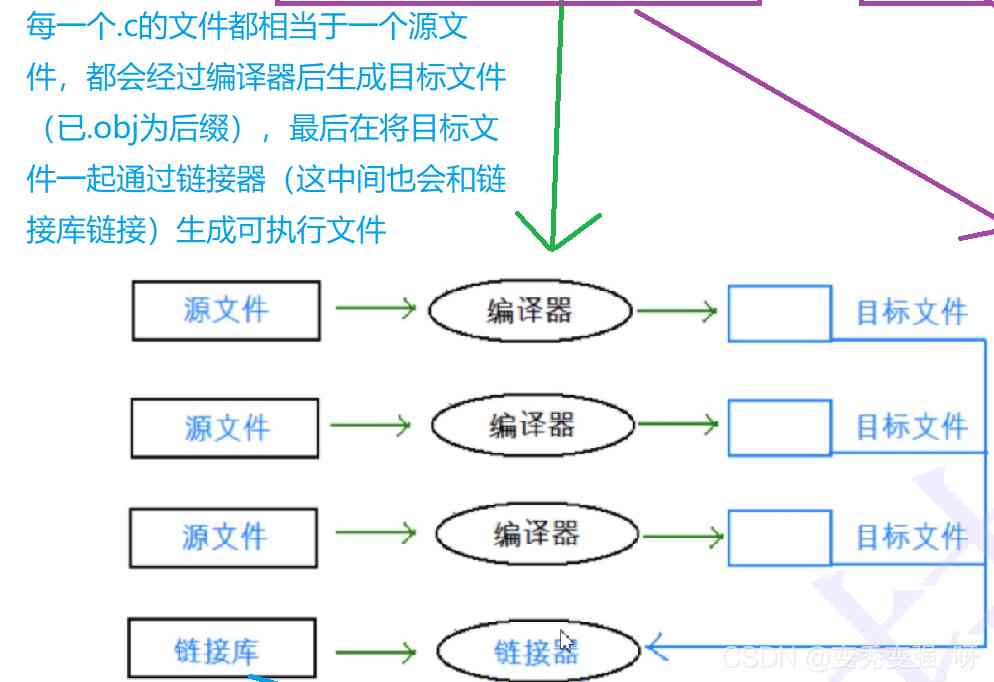 每一个.c的文件都相当于一个源文
件，都会经过编译器后生成目标文件
（已.obj为后缀），最后在将目标文
件一起通过链接器（这中间也会和链
接库链接）生成可执行文件
源文件 编译器 目标文件
源文件 编译器 目标文件
源文件 编译器 目标文件
链接库 链接器
CSDN @变秃变强 呀